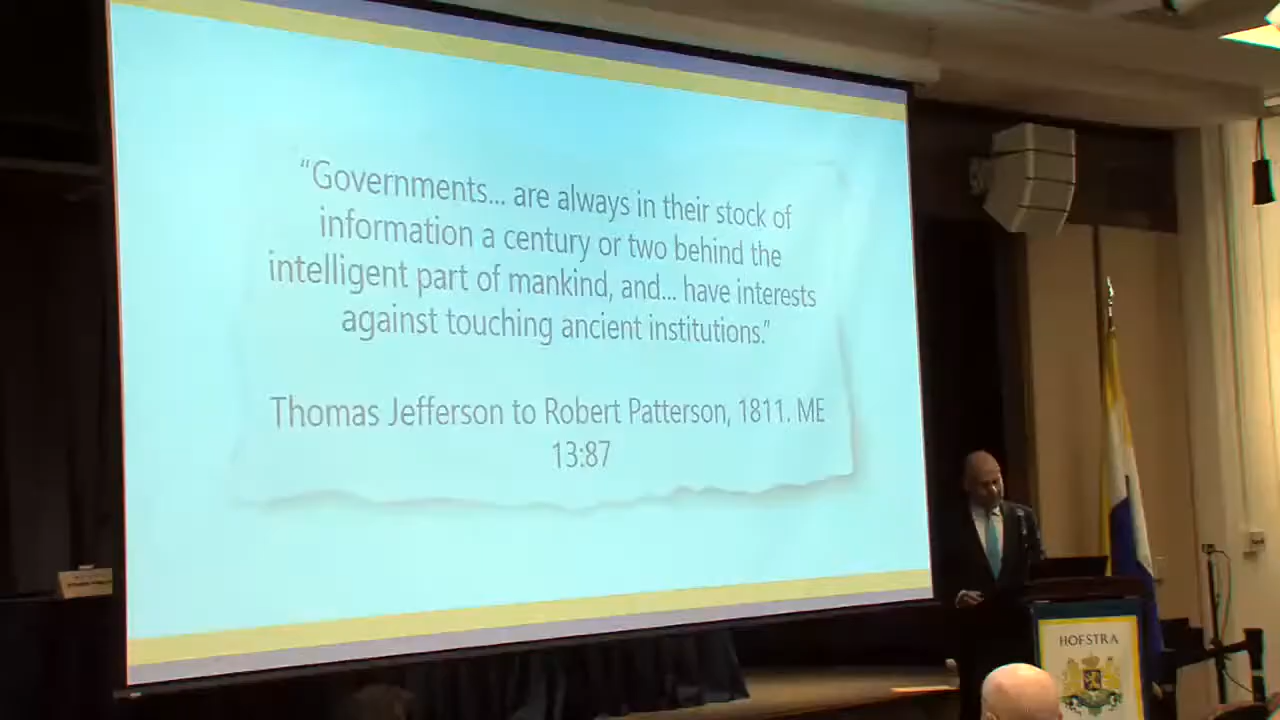 “Governments... are always in their stock of
information a century or two behind the
intelligent part of mankind, and... have interests
against touching ancient institutions.”
Thomas Jefferson to Robert Patterson, 1811. ME
13:87
HOFSTRA